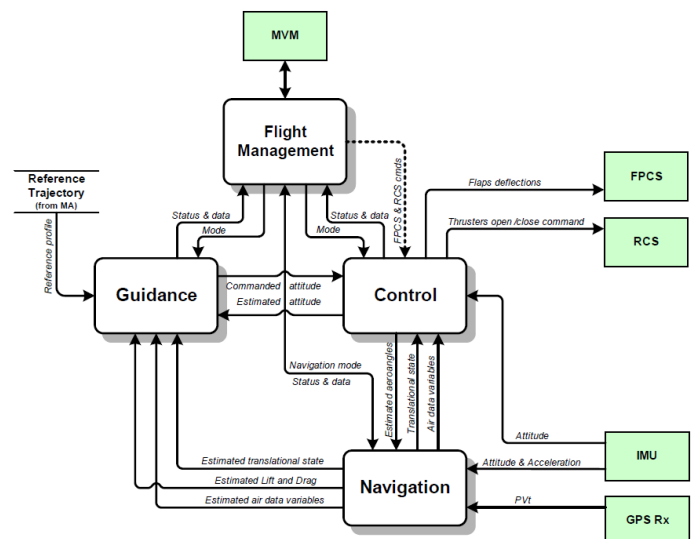 MVM
Flight
Management
Reference
Trajectory
(from MA)
Reference profile
Status & data
Mode
Status & data
Mode
FPCS & RCS cmds
Flaps deflections
FPCS
Thrusters open /close command
RCS
Guidance
Commanded attitude
Estimated attitude
Control
Navigation mode
Status & data
Estimated aeroangles
Translational state
Air data variables
Attitude
IMU
Attitude & Acceleration
Estimated translational state
Estimated Lift and Drag
Estimated air data variables
Navigation
PVt
GPS Rx